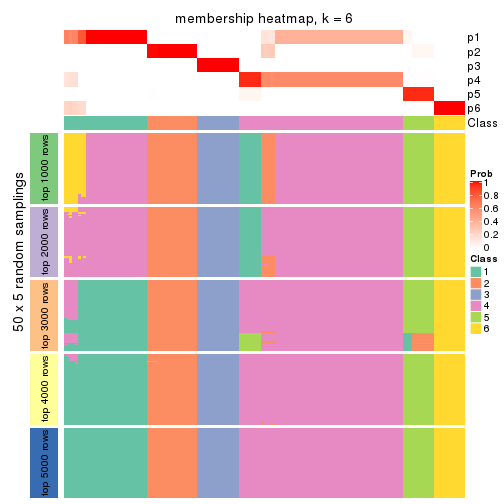 membership heatmap, k = 6
p1
p2
p3
p4
p5
p6
Class
50 x 5 random samplings
top 1000 rows
top 2000 rows
top 3000 rows
top 4000 rows
top 5000 rows
Prob
1
0.8
0.6
0.4
0.2
0
Class
1
2
3
4
5
6